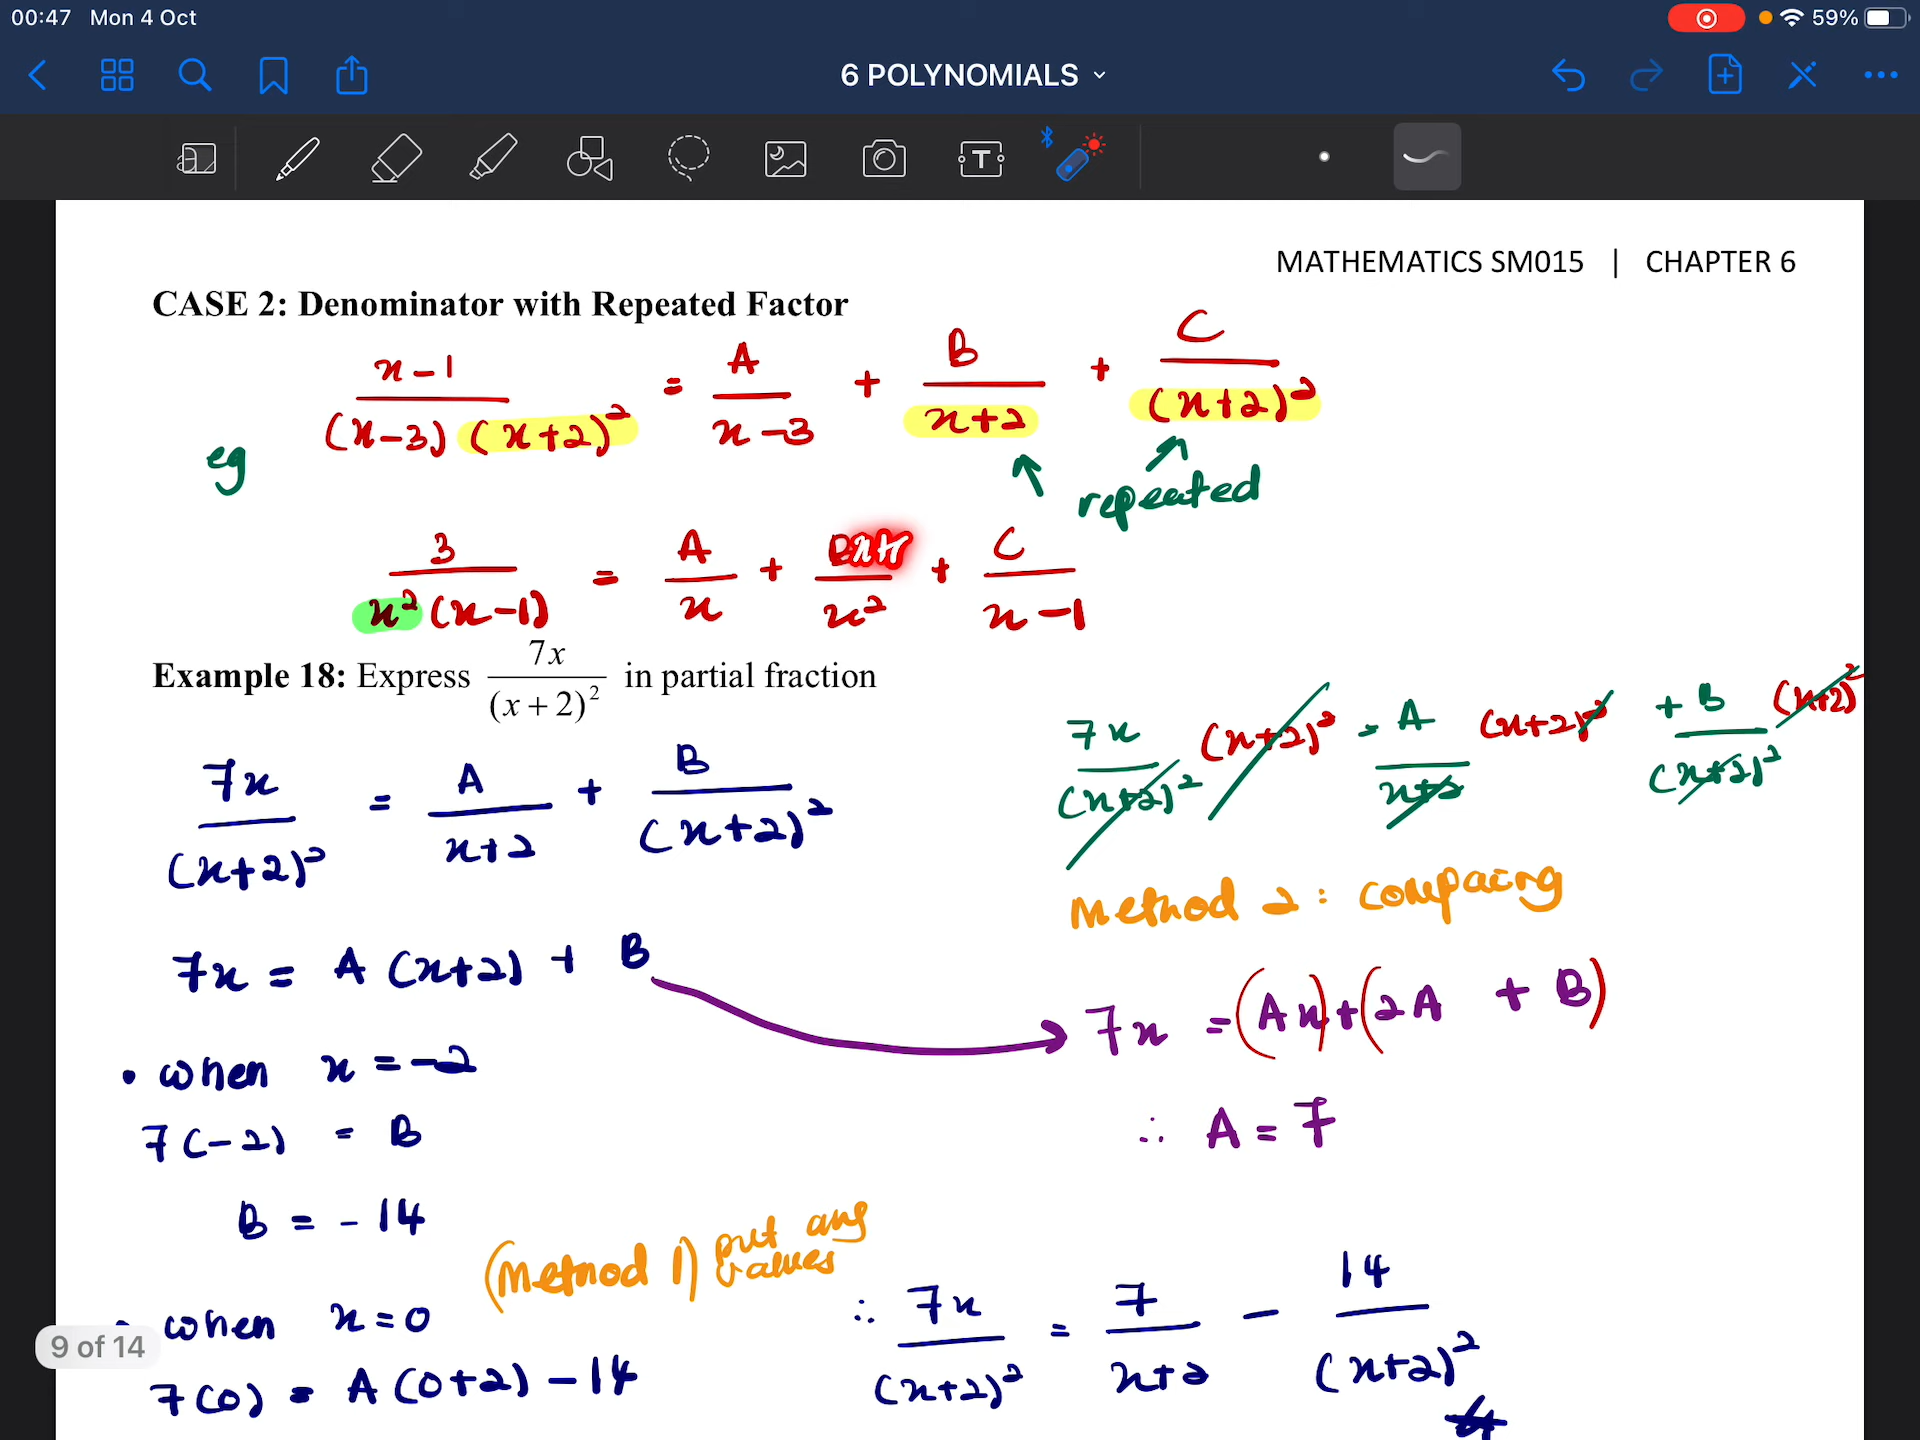 00:47 Mon 4 Oct 59%
6 POLYNOMIALS
MATHEMATICS SM015 | CHAPTER 6
CASE 2: Denominator with Repeated Factor
eg
x-1/((x-3)(x+2)²) = A/(x-3) + B/(x+2) + C/(x+2)²
repeated
3/(x²(x-1)) = A/x + B/x² + C/(x-1)
Example 18: Express 7x/(x+2)² in partial fraction
7x/(x+2)² (x+2)² = A/(x+2) (x+2)² + B/(x+2)² (x+2)²
7x/(x+2)² = A/(x+2) + B/(x+2)²
Method 2: comparing
7x = A(x+2) + B
7x = (Ax)+(2A + B)
• when x = -2
7(-2) = B
∴ A = 7
B = -14
(Method 1) put any values
• when x = 0
7(0) = A(0+2) - 14
∴ 7x/(x+2)² = 7/(x+2) - 14/(x+2)²
9 of 14